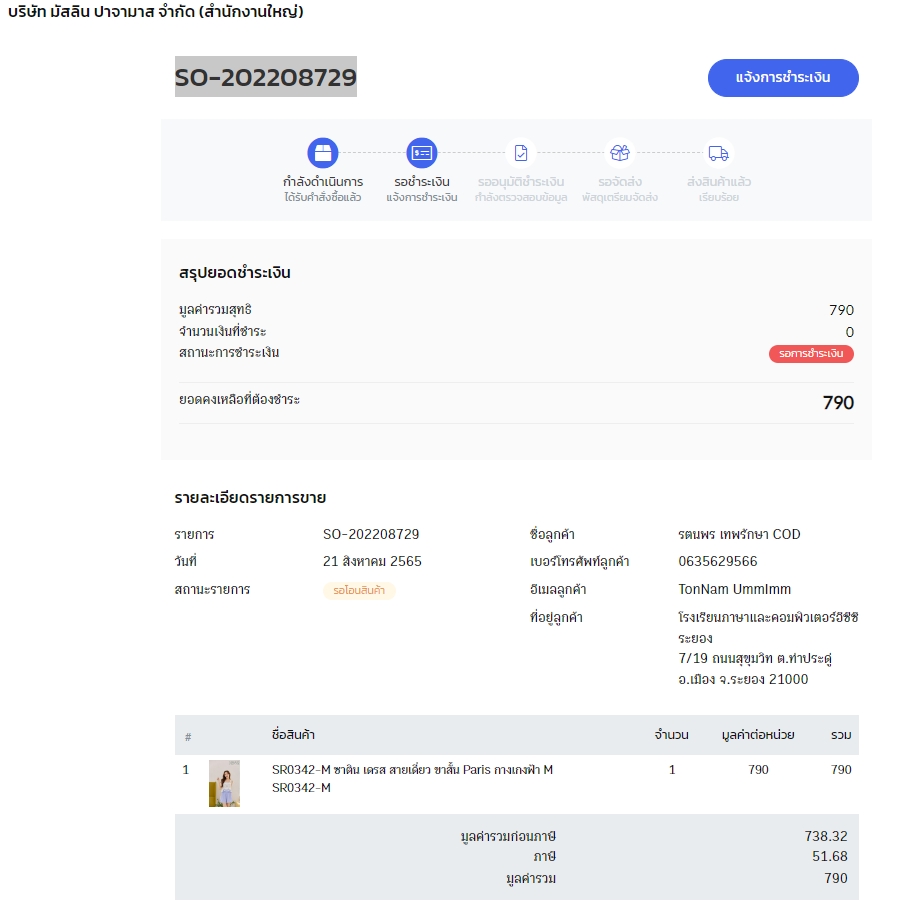 บริษัท มัสลิน ปาจามาส จำกัด (สำนักงานใหญ่)
SO-202208729
แจ้งการชำระเงิน
กำลังดำเนินการ
ได้รับคำสั่งซื้อแล้ว
รอชำระเงิน
แจ้งการชำระเงิน
รออนุมัติชำระเงิน
กำลังตรวจสอบข้อมูล
รอจัดส่ง
พัสดุเตรียมจัดส่ง
ส่งสินค้าแล้ว
เรียบร้อย
สรุปยอดชำระเงิน
มูลค่ารวมสุทธิ 790
จำนวนเงินที่ชำระ 0
สถานะการชำระเงิน รอการชำระเงิน
ยอดคงเหลือที่ต้องชำระ 790
รายละเอียดรายการขาย
รายการ SO-202208729
วันที่ 21 สิงหาคม 2565
สถานะรายการ รอโอนสินค้า
ชื่อลูกค้า รตนพร เทพรักษา COD
เบอร์โทรศัพท์ลูกค้า 0635629566
อีเมลลูกค้า TonNam UmmImm
ที่อยู่ลูกค้า โรงเรียนภาษาและคอมพิวเตอร์อีซีซี
ระยอง
7/19 ถนนสุขุมวิท ต.ท่าประดู่
อ.เมือง จ.ระยอง 21000
# ชื่อสินค้า จำนวน มูลค่าต่อหน่วย รวม
1 SR0342-M ซาติน เดรส สายเดี่ยว ขาสั้น Paris กางเกงฟ้า M 1 790 790
SR0342-M
มูลค่ารวมก่อนภาษี 738.32
ภาษี 51.68
มูลค่ารวม 790